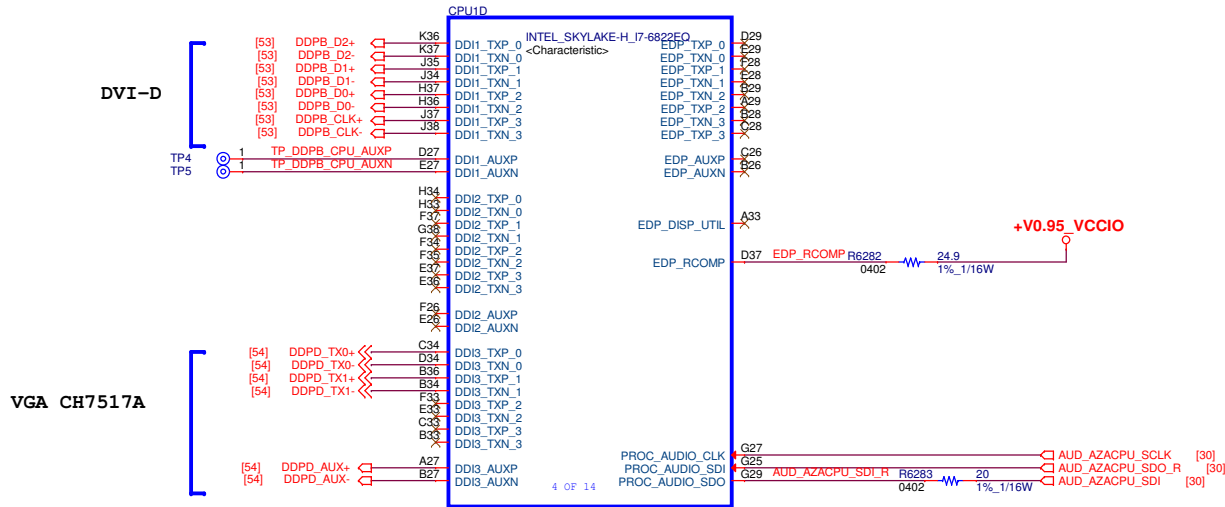 CPU1D
INTEL_SKYLAKE-H_I7-6822EQ
<Characteristic>
DVI-D
[53] DDPB_D2+ K36 DDI1_TXP_0
[53] DDPB_D2- K37 DDI1_TXN_0
[53] DDPB_D1+ J35 DDI1_TXP_1
[53] DDPB_D1- J34 DDI1_TXN_1
[53] DDPB_D0+ H37 DDI1_TXP_2
[53] DDPB_D0- H36 DDI1_TXN_2
[53] DDPB_CLK+ J37 DDI1_TXP_3
[53] DDPB_CLK- J38 DDI1_TXN_3
TP4 1 TP_DDPB_CPU_AUXP D27 DDI1_AUXP
TP5 1 TP_DDPB_CPU_AUXN E27 DDI1_AUXN
H34 DDI2_TXP_0
H33 DDI2_TXN_0
F37 DDI2_TXP_1
G38 DDI2_TXN_1
F34 DDI2_TXP_2
F35 DDI2_TXN_2
E37 DDI2_TXP_3
E36 DDI2_TXN_3
F26 DDI2_AUXP
E26 DDI2_AUXN
VGA CH7517A
[54] DDPD_TX0+ C34 DDI3_TXP_0
[54] DDPD_TX0- D34 DDI3_TXN_0
[54] DDPD_TX1+ B36 DDI3_TXP_1
[54] DDPD_TX1- B34 DDI3_TXN_1
F33 DDI3_TXP_2
E33 DDI3_TXN_2
C33 DDI3_TXP_3
B33 DDI3_TXN_3
[54] DDPD_AUX+ A27 DDI3_AUXP
[54] DDPD_AUX- B27 DDI3_AUXN
EDP_TXP_0 D29
EDP_TXN_0 E29
EDP_TXP_1 F28
EDP_TXN_1 E28
EDP_TXN_2 B29
EDP_TXP_2 A29
EDP_TXN_3 B28
EDP_TXP_3 C28
EDP_AUXP C26
EDP_AUXN B26
EDP_DISP_UTIL A33
+V0.95_VCCIO
EDP_RCOMP D37 EDP_RCOMP R6282 24.9
0402 1%_1/16W
PROC_AUDIO_CLK G27 AUD_AZACPU_SCLK [30]
PROC_AUDIO_SDI G25 AUD_AZACPU_SDO_R [30]
PROC_AUDIO_SDO G29 AUD_AZACPU_SDI_R R6283 20 AUD_AZACPU_SDI [30]
0402 1%_1/16W
4 OF 14